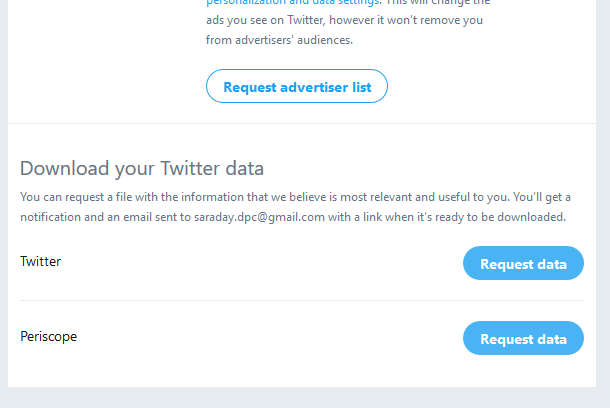 personalization and data settings. This will change the
ads you see on Twitter, however it won't remove you
from advertisers' audiences.
Request advertiser list
Download your Twitter data
You can request a file with the information that we believe is most relevant and useful to you. You'll get a
notification and an email sent to saraday.dpc@gmail.com with a link when it's ready to be downloaded.
Twitter
Request data
Periscope
Request data